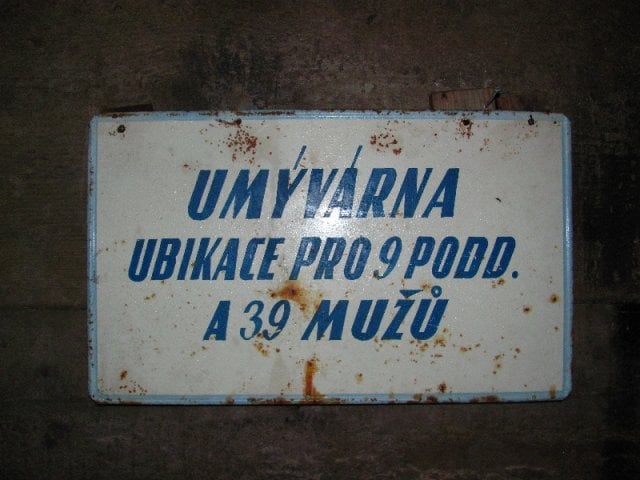 UMÝVÁRNA
UBIKACE PRO 9 PODD.
A 39 MUŽŮ